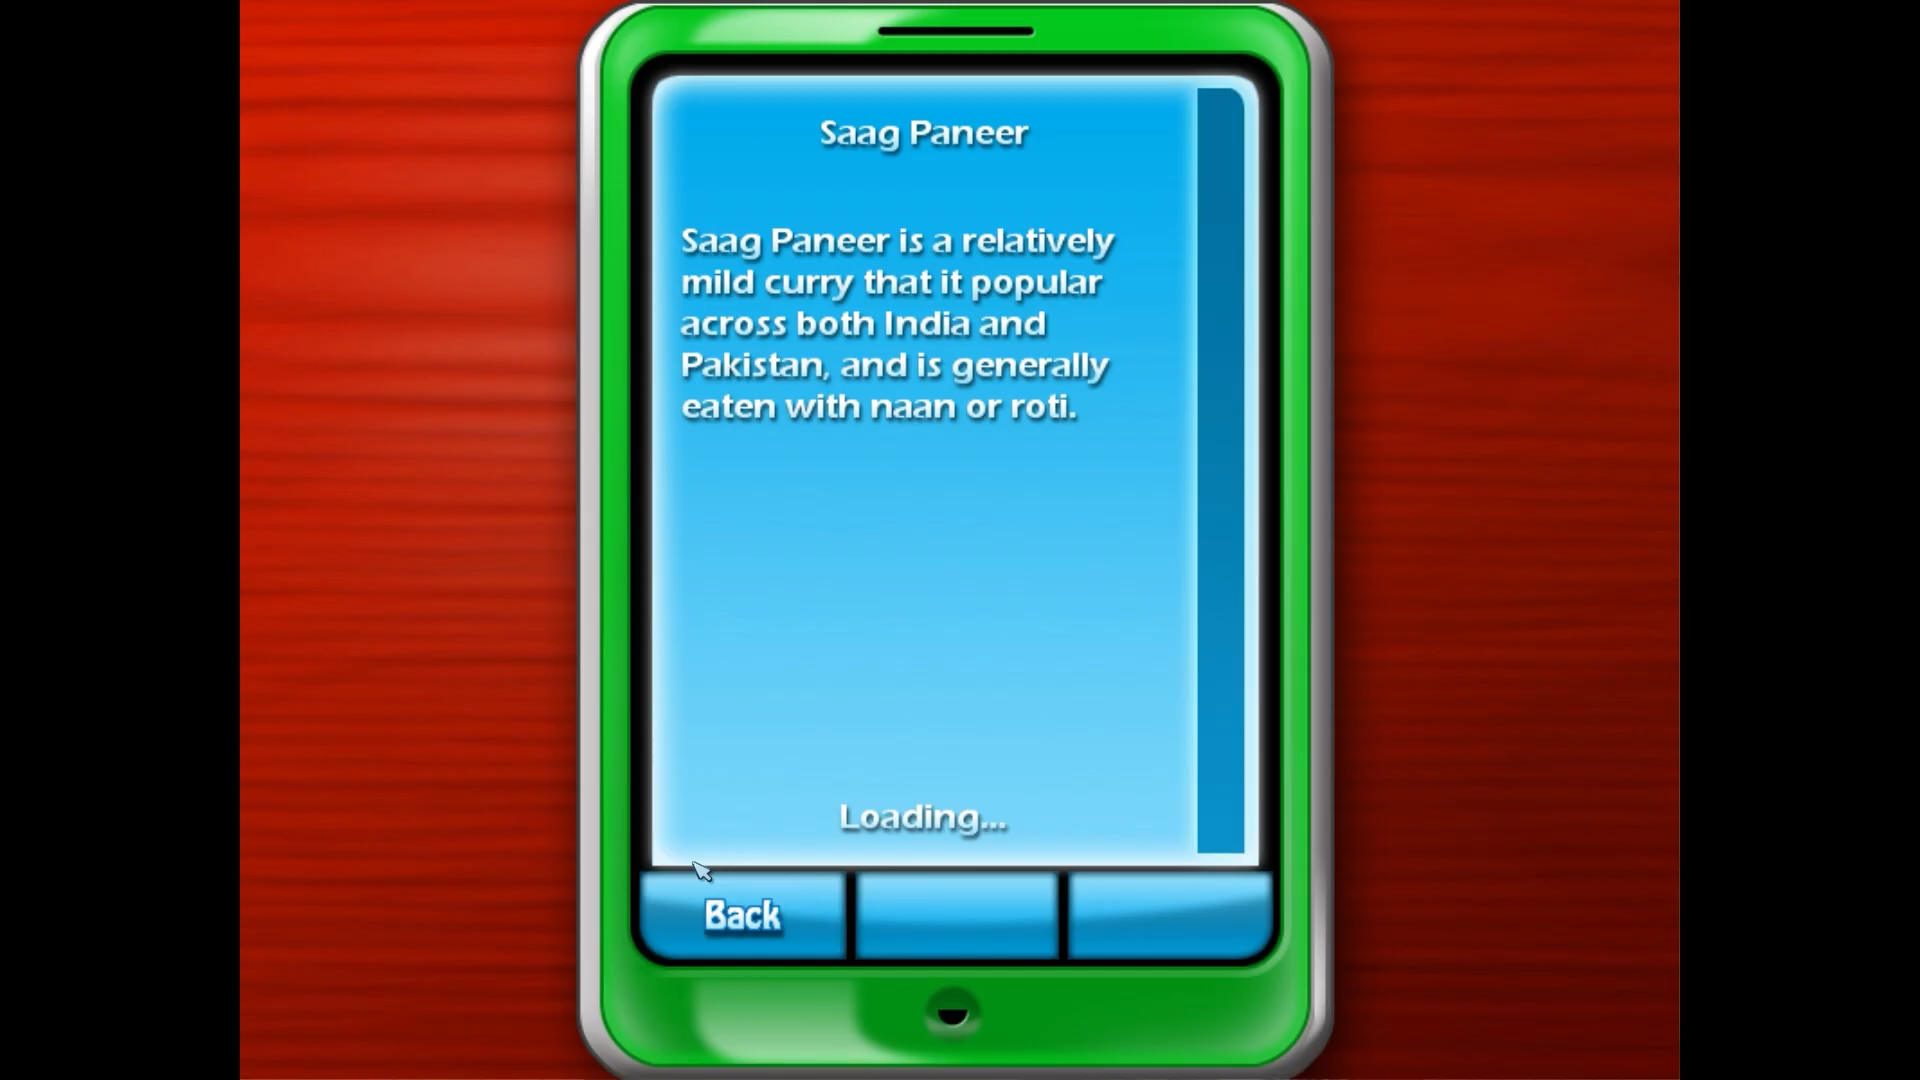 Saag Paneer
Saag Paneer is a relatively
mild curry that it popular
across both India and
Pakistan, and is generally
eaten with naan or roti.
Loading...
Back